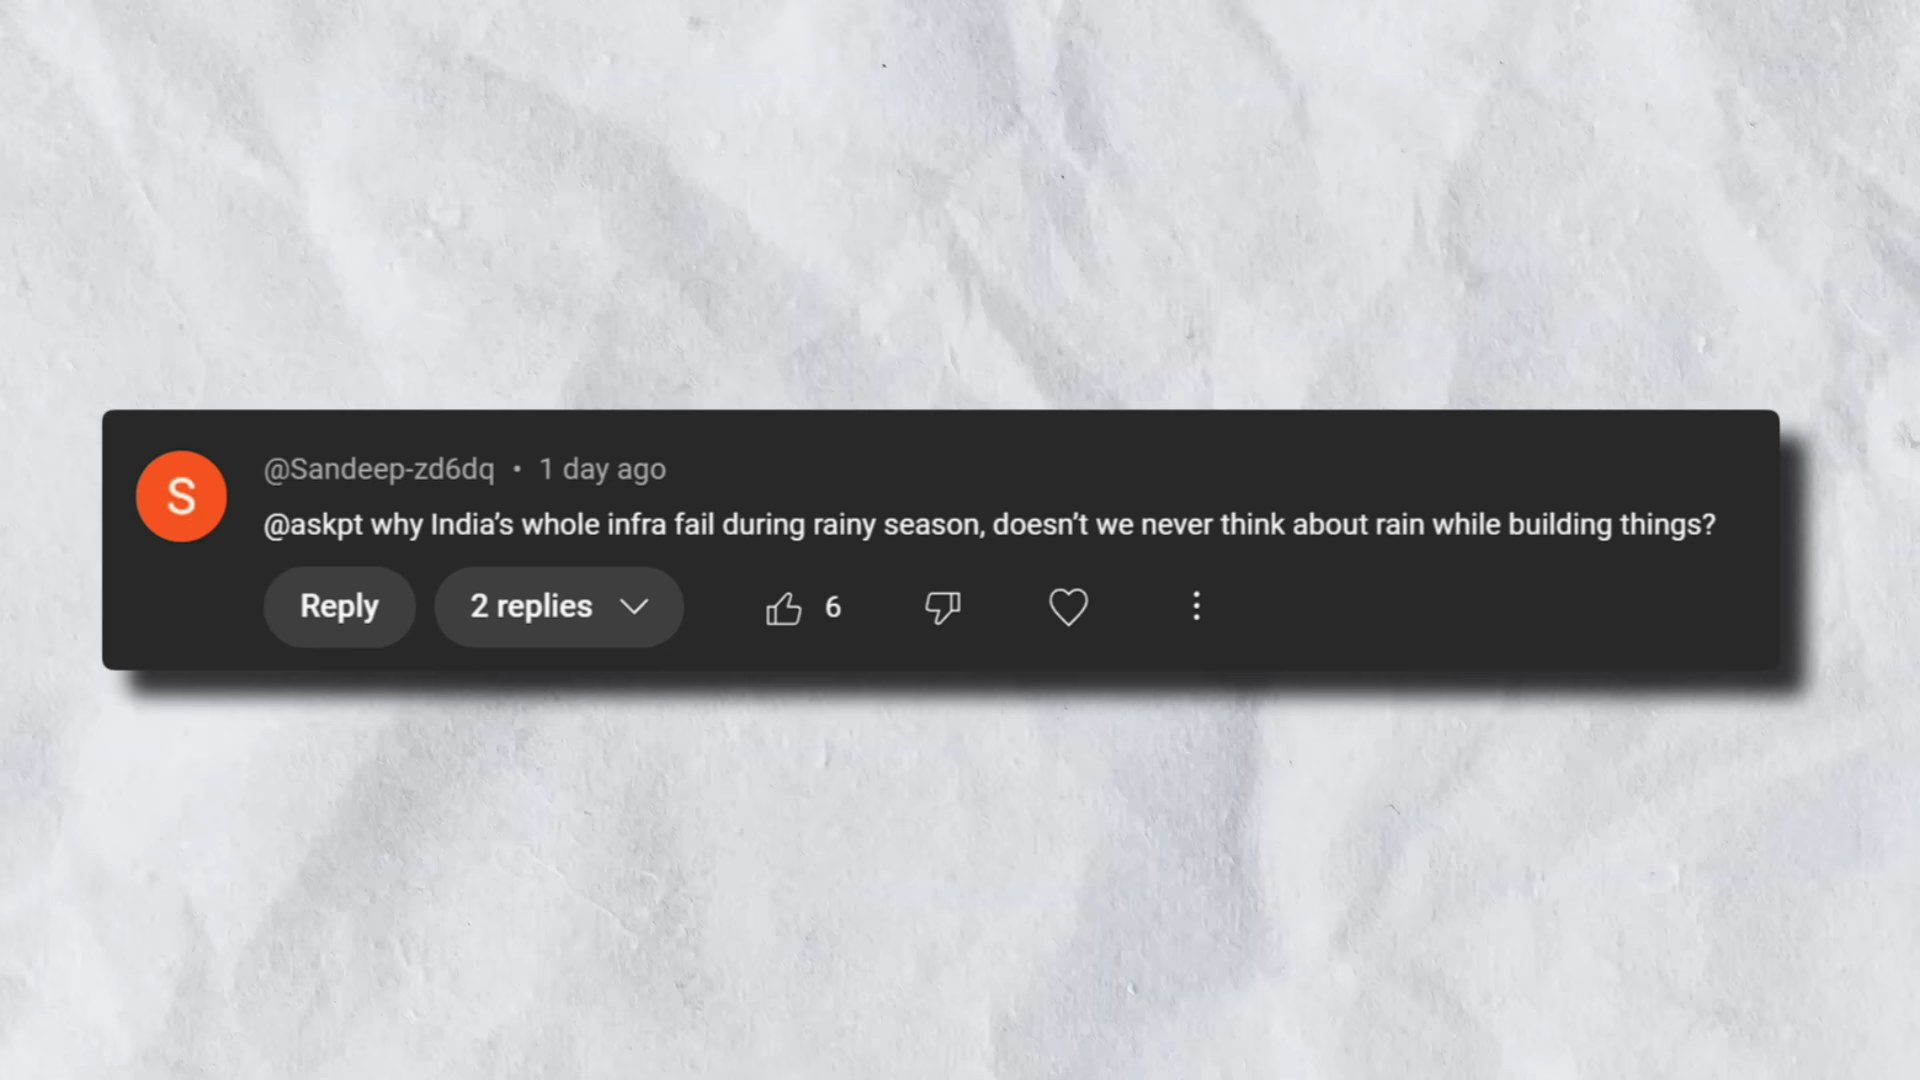 S
@Sandeep-zd6dq • 1 day ago
@askpt why India’s whole infra fail during rainy season, doesn’t we never think about rain while building things?
Reply 2 replies 6